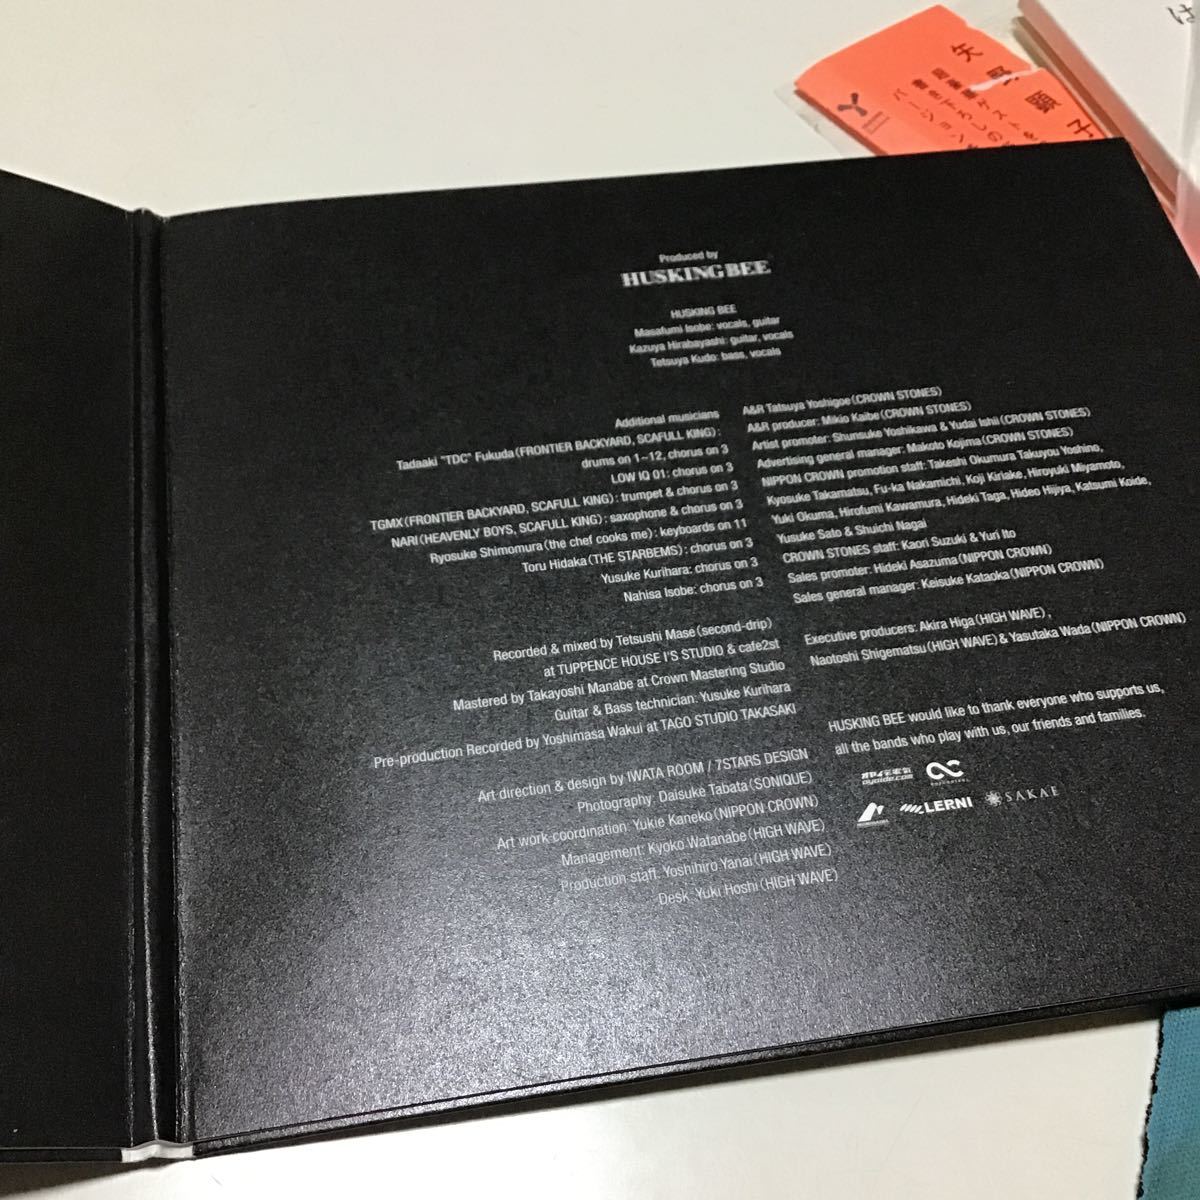 矢野顕子
バージョン
は
Produced by
HUSKING BEE
HUSKING BEE
Masafumi Isobe: vocals, guitar
Kazuya Hirabayashi: guitar, vocals
Tetsuya Kudo: bass, vocals
Additional musicians
Tadaaki "TDC" Fukuda (FRONTIER BACKYARD, SCAFULL KING) :
drums on 1~12, chorus on 3
LOW IQ 01: chorus on 3
TGMX (FRONTIER BACKYARD, SCAFULL KING) : trumpet & chorus on 3
NARI (HEAVENLY BOYS, SCAFULL KING) : saxophone & chorus on 3
Ryosuke Shimomura (the chef cooks me) : keyboards on 11
Toru Hidaka (THE STARBEMS) : chorus on 3
Yusuke Kurihara: chorus on 3
Nahisa Isobe: chorus on 3
Recorded & mixed by Tetsushi Mase (second-drip)
at TUPPENCE HOUSE I'S STUDIO & cafe2st
Mastered by Takayoshi Manabe at Crown Mastering Studio
Guitar & Bass technician: Yusuke Kurihara
Pre-production Recorded by Yoshimasa Wakui at TAGO STUDIO TAKASAKI
Art direction & design by IWATA ROOM / 7STARS DESIGN
Photography: Daisuke Tabata (SONIQUE)
Art work coordination: Yukie Kaneko (NIPPON CROWN)
Management: Kyoko Watanabe (HIGH WAVE)
Production staff: Yoshihiro Yanai (HIGH WAVE)
Desk: Yuki Hoshi (HIGH WAVE)
A&R Tatsuya Yoshigoe (CROWN STONES)
A&R producer: Mikio Kaibe (CROWN STONES)
Artist promoter: Shunsuke Yoshikawa & Yudai Ishii (CROWN STONES)
Advertising general manager: Makoto Kojima (CROWN STONES)
NIPPON CROWN promotion staff: Takeshi Okumura Takuyou Yoshino,
Kyosuke Takamatsu, Fu-ka Nakamichi, Koji Kiriake, Hiroyuki Miyamoto,
Yuki Okuma, Hirofumi Kawamura, Hideki Taga, Hideo Hijiya, Katsumi Koide,
Yusuke Sato & Shuichi Nagai
CROWN STONES staff: Kaori Suzuki & Yuri Ito
Sales promoter: Hideki Asazuma (NIPPON CROWN)
Sales general manager: Keisuke Kataoka (NIPPON CROWN)
Executive producers: Akira Higa (HIGH WAVE) ,
Naotoshi Shigematsu (HIGH WAVE) & Yasutaka Wada (NIPPON CROWN)
HUSKING BEE would like to thank everyone who supports us,
all the bands who play with us, our friends and families.
oyaide.com
LERNI
SAKAE